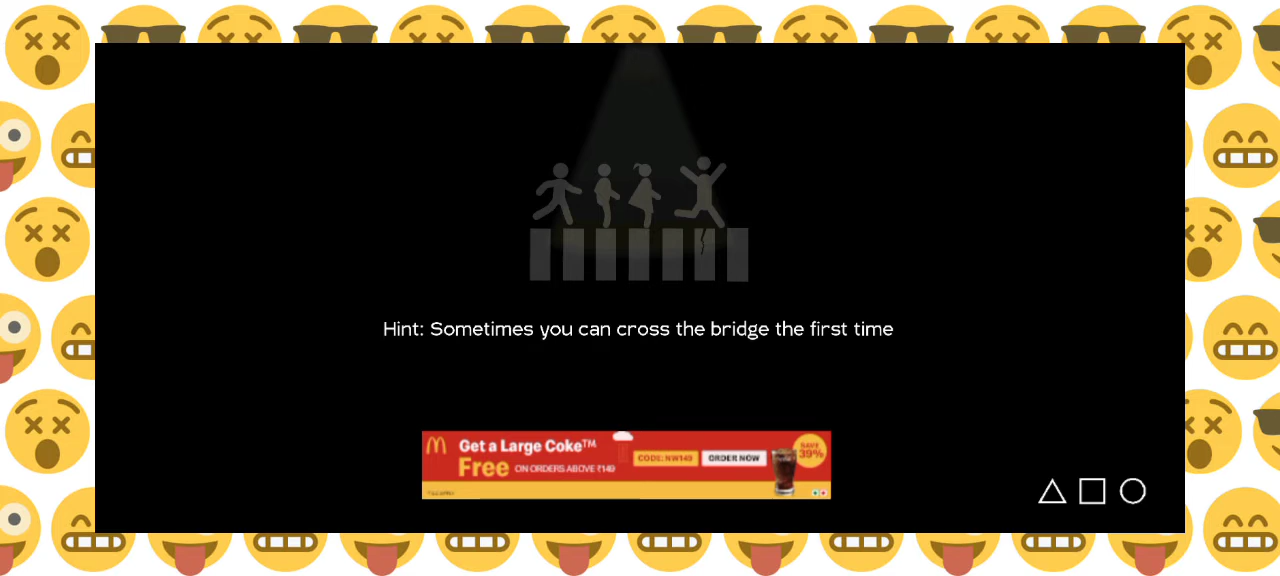 Hint: Sometimes you can cross the bridge the first time
Get a Large Coke™
Free ON ORDERS ABOVE ₹149
CODE: NW149
ORDER NOW
SAVE
39%